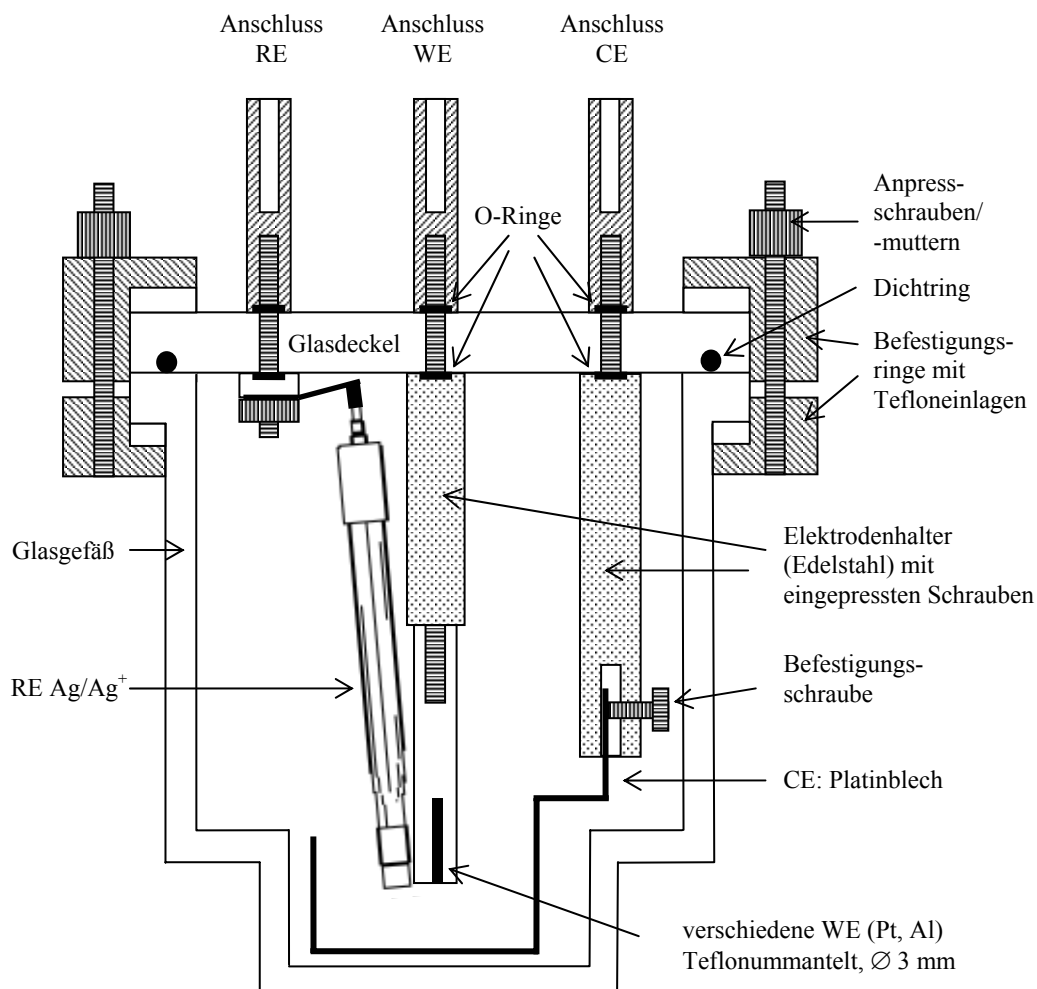 Anschluss
RE
Anschluss
WE
Anschluss
CE
Anpress-
schrauben/
-muttern
O-Ringe
Dichtring
Glasdeckel
Befestigungs-
ringe mit
Tefloneinlagen
Glasgefäß
Elektrodenhalter
(Edelstahl) mit
eingepressten Schrauben
RE Ag/Ag⁺
Befestigungs-
schraube
CE: Platinblech
verschiedene WE (Pt, Al)
Teflonummantelt, ∅ 3 mm